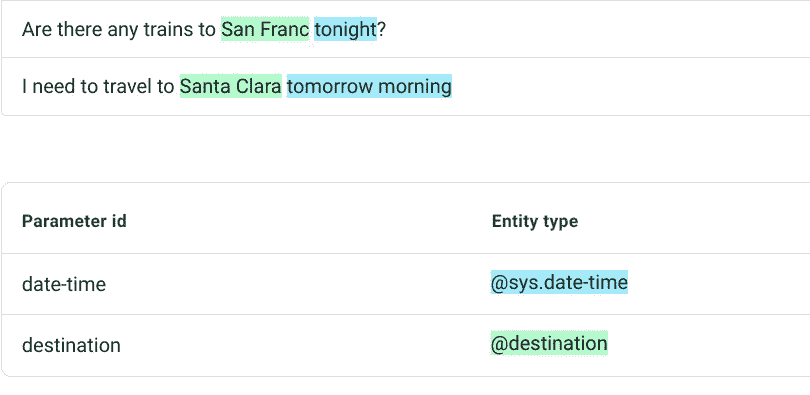 Are there any trains to San Franc tonight?
I need to travel to Santa Clara tomorrow morning
Parameter id Entity type
date-time @sys.date-time
destination @destination